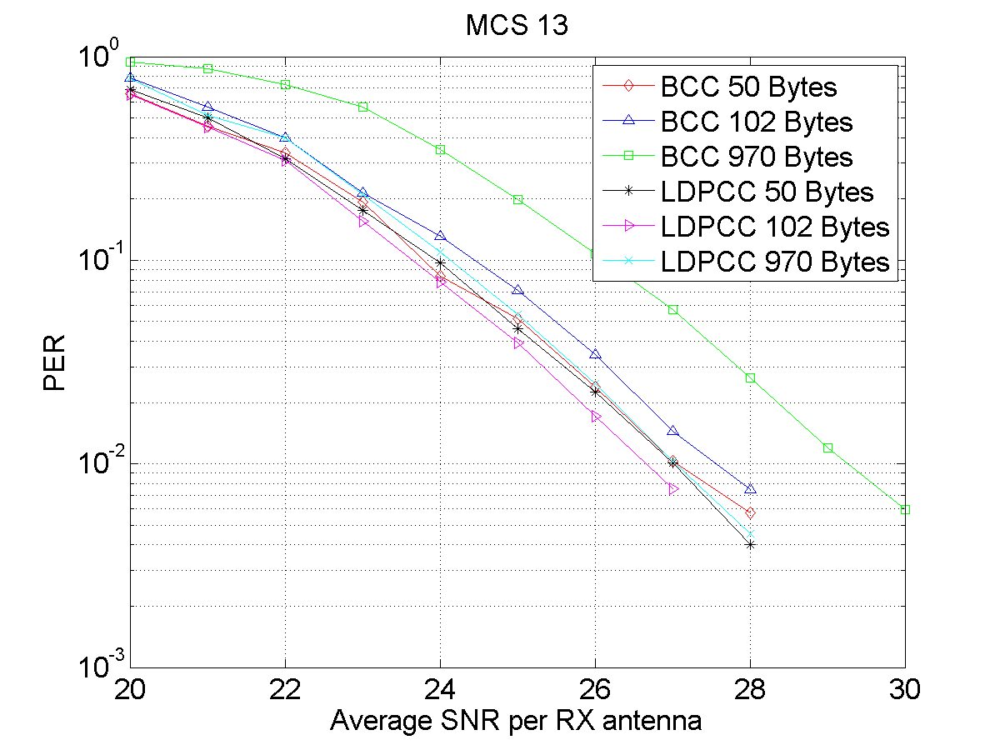 MCS 13
10^0
10^-1
10^-2
10^-3
PER
BCC 50 Bytes
BCC 102 Bytes
BCC 970 Bytes
LDPCC 50 Bytes
LDPCC 102 Bytes
LDPCC 970 Bytes
20 22 24 26 28 30
Average SNR per RX antenna